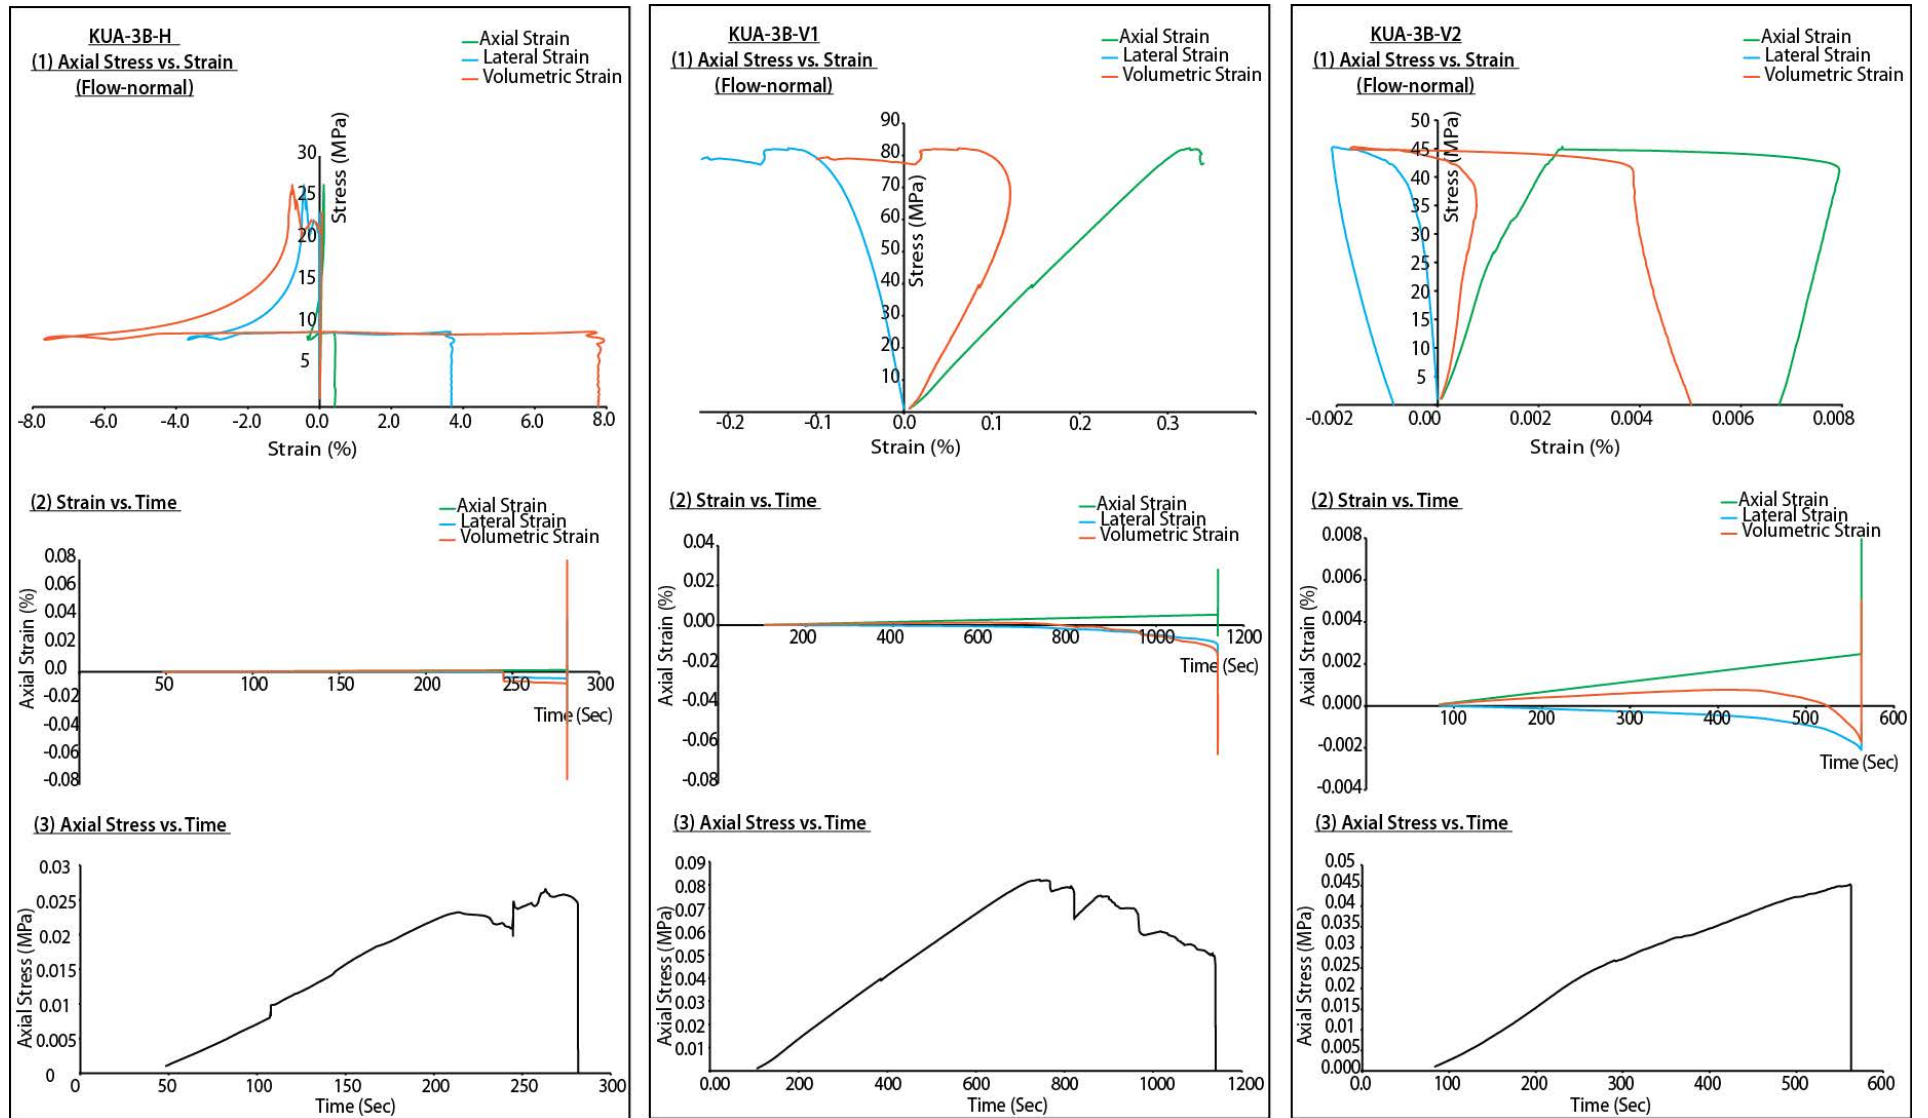 KUA-3B-H
(1) Axial Stress vs. Strain
(Flow-normal)
Axial Strain
Lateral Strain
Volumetric Strain
Stress (MPa)
30
25
20
15
10
5
-8.0 -6.0 -4.0 -2.0 0.0 2.0 4.0 6.0 8.0
Strain (%)
(2) Strain vs. Time
Axial Strain
Lateral Strain
Volumetric Strain
Axial Strain (%)
0.08
0.06
0.04
0.02
0.0
-0.02
-0.04
-0.06
-0.08
50 100 150 200 250 300
Time (Sec)
(3) Axial Stress vs. Time
Axial Stress (MPa)
0.03
0.025
0.02
0.015
0.01
0.005
0
0 50 100 150 200 250 300
Time (Sec)
KUA-3B-V1
(1) Axial Stress vs. Strain
(Flow-normal)
Axial Strain
Lateral Strain
Volumetric Strain
Stress (MPa)
90
80
70
60
50
40
30
20
10
-0.2 -0.1 0.0 0.1 0.2 0.3
Strain (%)
(2) Strain vs. Time
Axial Strain
Lateral Strain
Volumetric Strain
Axial Strain (%)
0.04
0.02
0.00
-0.02
-0.04
-0.06
-0.08
200 400 600 800 1000 1200
Time (Sec)
(3) Axial Stress vs. Time
Axial Stress (MPa)
0.09
0.08
0.07
0.06
0.05
0.04
0.03
0.02
0.01
0.00 200 400 600 800 1000 1200
Time (Sec)
KUA-3B-V2
(1) Axial Stress vs. Strain
(Flow-normal)
Axial Strain
Lateral Strain
Volumetric Strain
Stress (MPa)
50
45
40
35
30
25
20
15
10
5
-0.002 0.00 0.002 0.004 0.006 0.008
Strain (%)
(2) Strain vs. Time
Axial Strain
Lateral Strain
Volumetric Strain
Axial Strain (%)
0.008
0.006
0.004
0.002
0.000
-0.002
-0.004
100 200 300 400 500 600
Time (Sec)
(3) Axial Stress vs. Time
Axial Stress (MPa)
0.05
0.045
0.04
0.035
0.03
0.025
0.02
0.015
0.01
0.005
0.000
0.0 100 200 300 400 500 600
Time (Sec)